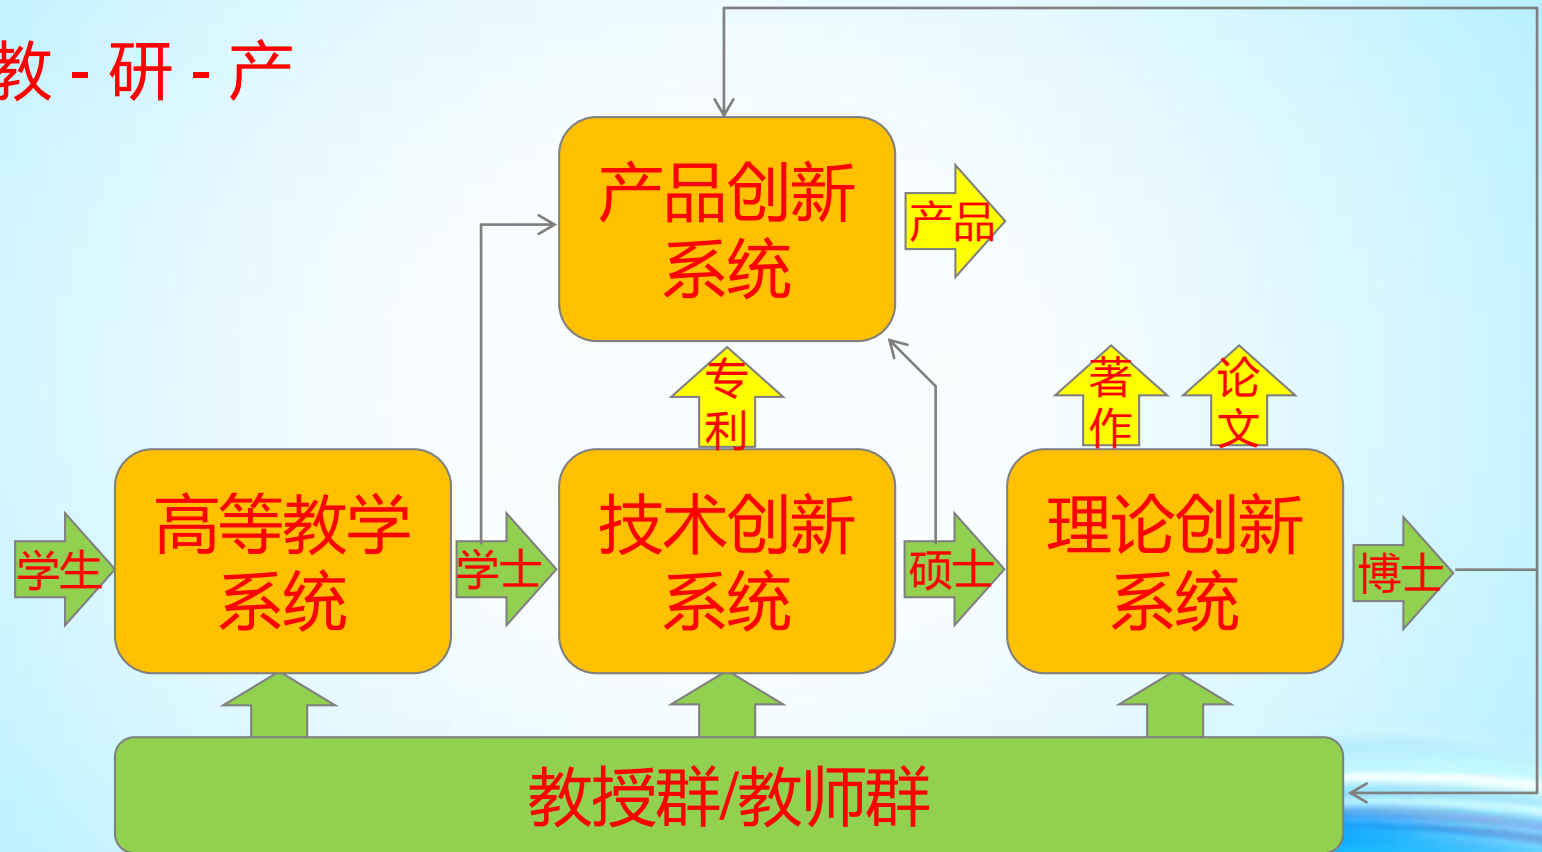 教 - 研 - 产
产品创新
系统
产品
专
利
著
作
论
文
学生
高等教学
系统
学士
技术创新
系统
硕士
理论创新
系统
博士
教授群/教师群